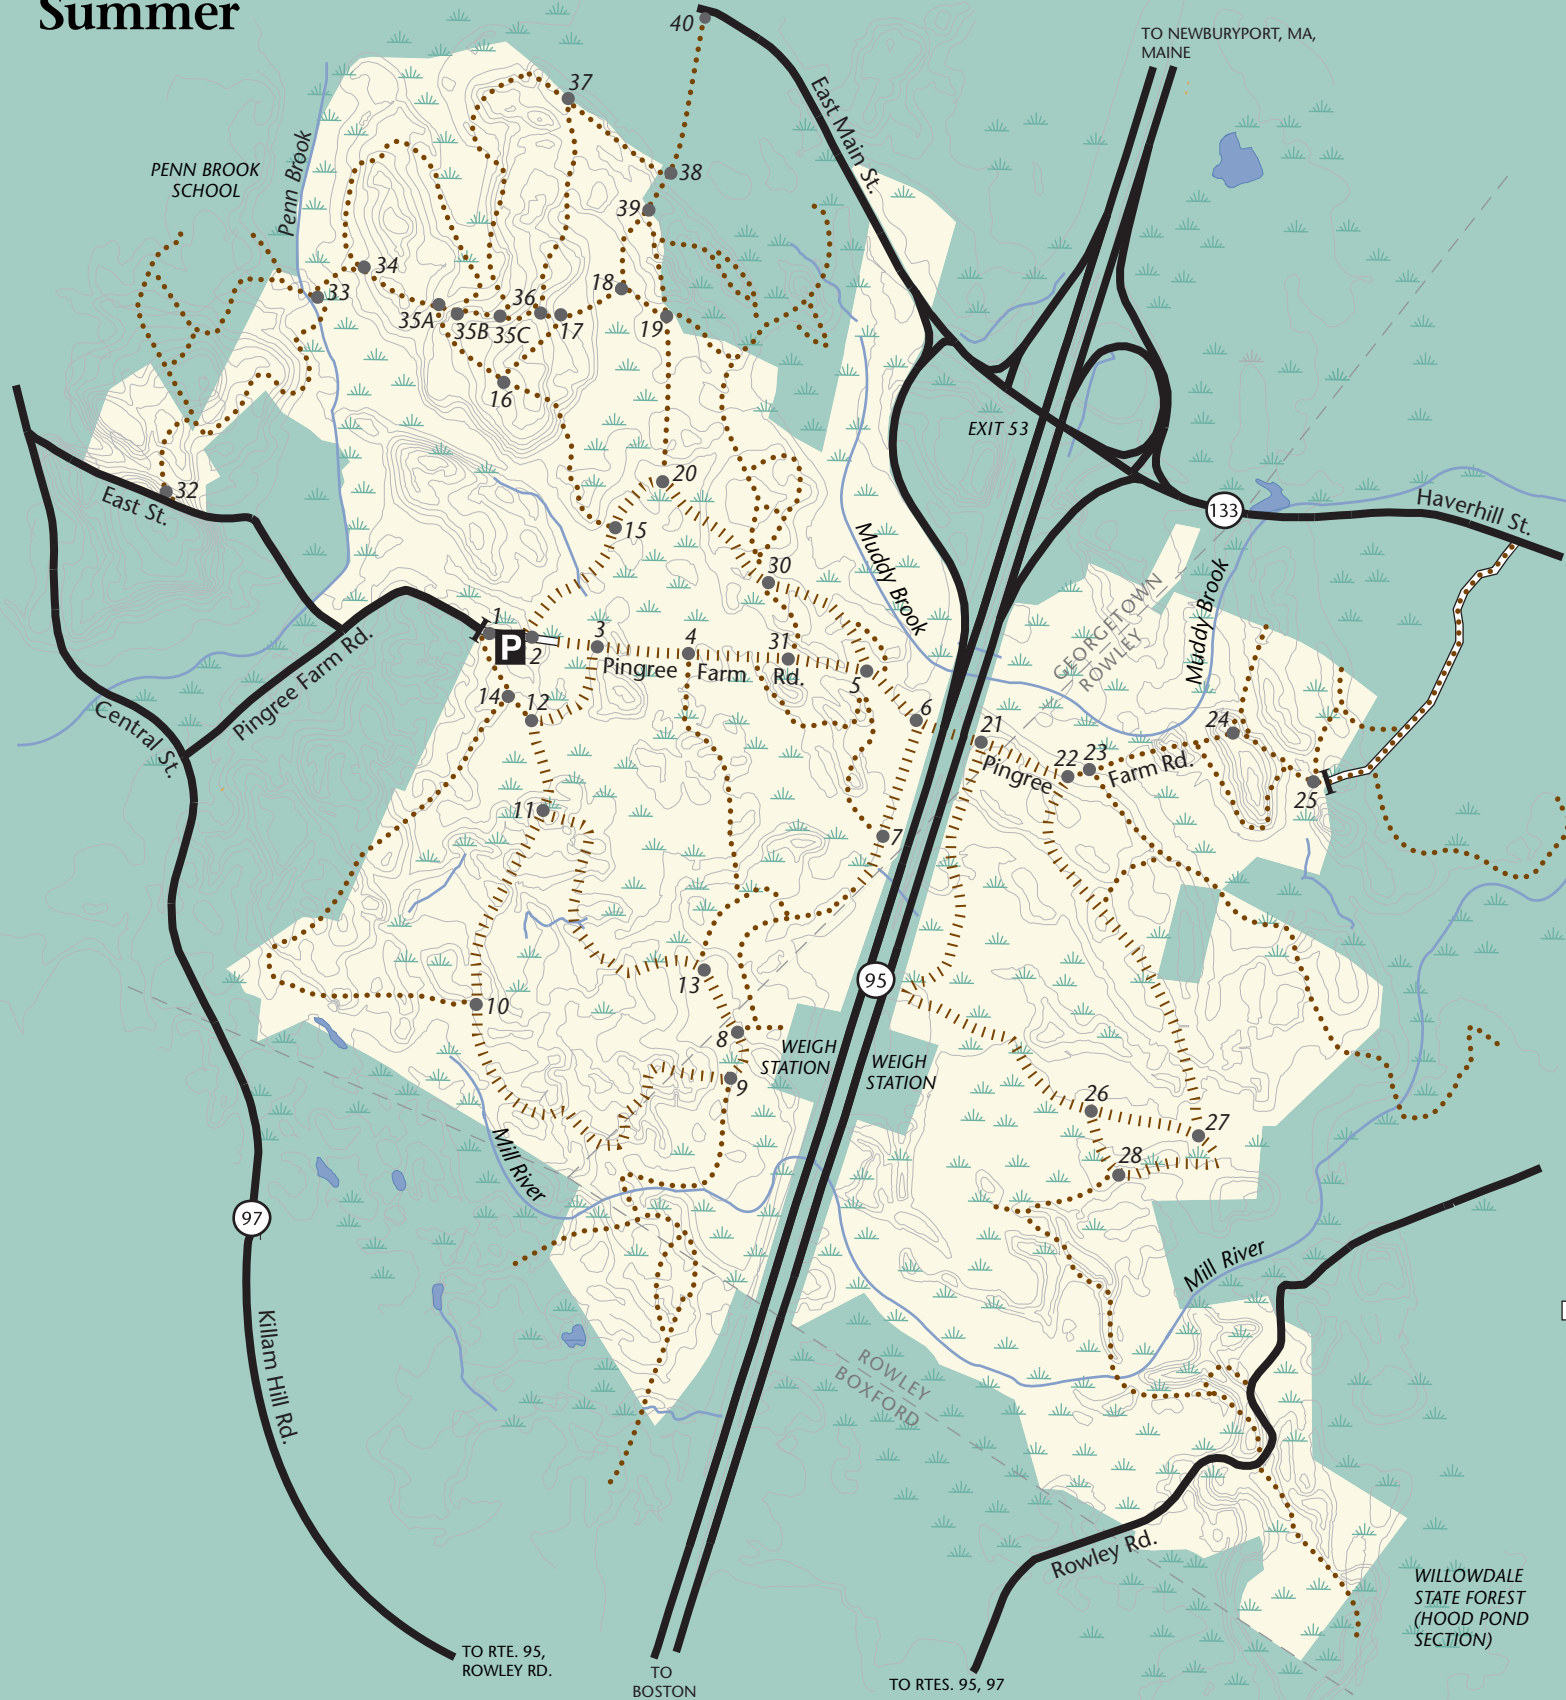 Summer
40
TO NEWBURYPORT, MA,
MAINE
East Main St.
37
PENN BROOK
SCHOOL
Penn Brook
38
39
34
33
18
36
35A
35B
35C
17
19
16
EXIT 53
20
32
East St.
133
Haverhill St.
15
Muddy Brook
30
GEORGETOWN
ROWLEY
Muddy Brook
1
P
2
3
4
31
Pingree Farm Rd.
5
Pingree Farm Rd.
Central St.
14
12
6
21
24
22
23
Pingree Farm Rd.
25
11
7
13
95
10
8
WEIGH
STATION
WEIGH
STATION
9
26
27
28
Mill River
97
Mill River
Killam Hill Rd.
ROWLEY
BOXFORD
Rowley Rd.
WILLOWDALE
STATE FOREST
(HOOD POND
SECTION)
TO RTE. 95,
ROWLEY RD.
TO
BOSTON
TO RTES. 95, 97